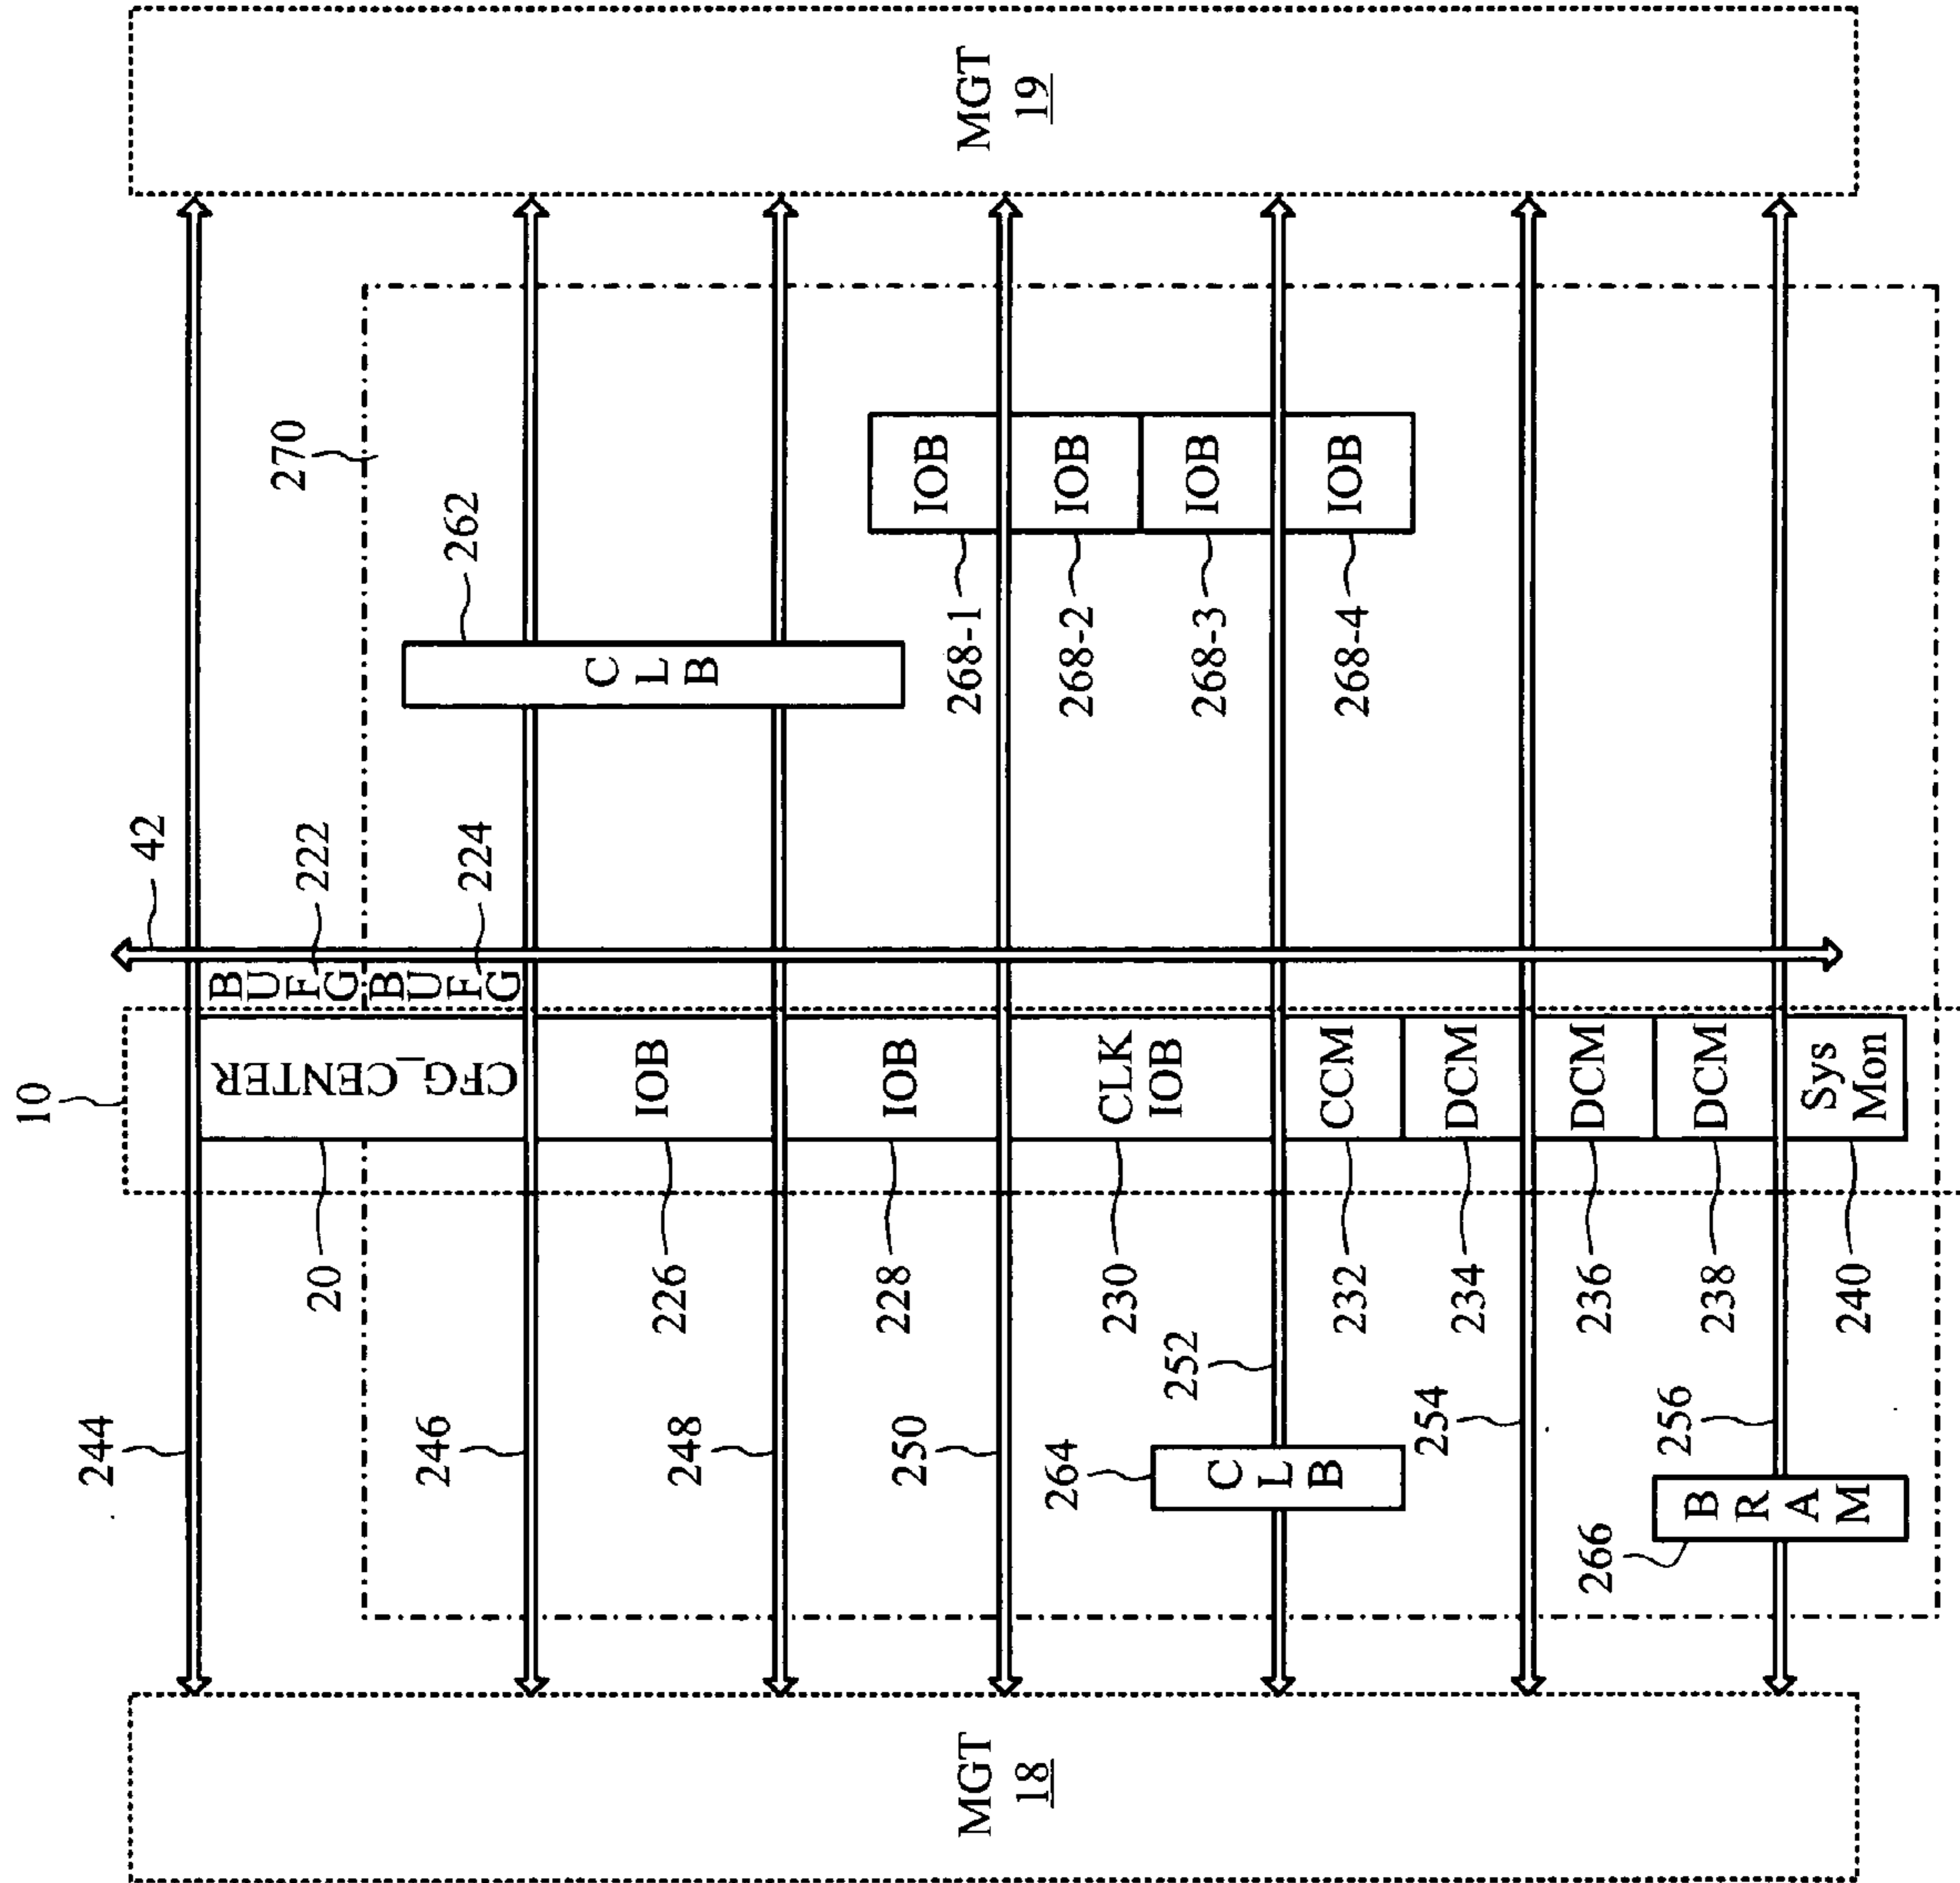 10
42
244
MGT
18
MGT
19
20
CFG_CENTER
B
U
F
G
222
270
246
B
U
F
G
224
262
C
L
B
226
IOB
248
228
IOB
250
268-1
IOB
230
CLK
IOB
268-2
IOB
252
264
C
L
B
268-3
IOB
232
CCM
268-4
IOB
234
DCM
254
236
DCM
266
256
B
R
A
M
238
DCM
240
Sys
Mon